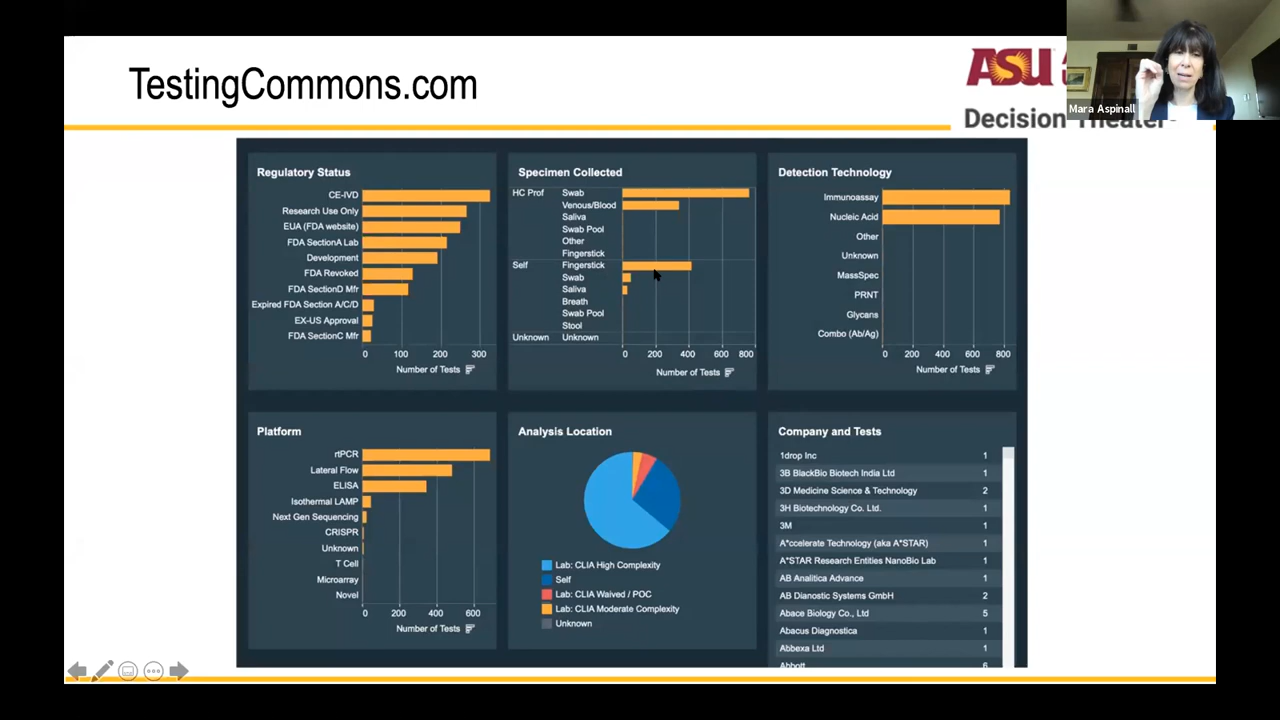 TestingCommons.com
ASU
Decision Theater
Mara Aspinall
Regulatory Status
CE-IVD
Research Use Only
EUA (FDA website)
FDA SectionA Lab
Development
FDA Revoked
FDA SectionD Mfr
Expired FDA Section A/C/D
EX-US Approval
FDA SectionC Mfr
0 100 200 300
Number of Tests
Specimen Collected
HC Prof Swab
Venous/Blood
Saliva
Swab Pool
Other
Fingerstick
Self Fingerstick
Swab
Saliva
Breath
Swab Pool
Stool
Unknown Unknown
0 200 400 600 800
Number of Tests
Detection Technology
Immunoassay
Nucleic Acid
Other
Unknown
MassSpec
PRNT
Glycans
Combo (Ab/Ag)
0 200 400 600 800
Number of Tests
Platform
rtPCR
Lateral Flow
ELISA
Isothermal LAMP
Next Gen Sequencing
CRISPR
Unknown
T Cell
Microarray
Novel
0 200 400 600
Number of Tests
Analysis Location
Lab: CLIA High Complexity
Self
Lab: CLIA Waived / POC
Lab: CLIA Moderate Complexity
Unknown
Company and Tests
1drop Inc 1
3B BlackBio Biotech India Ltd 1
3D Medicine Science & Technology 2
3H Biotechnology Co. Ltd. 1
3M 1
A*ccelerate Technology (aka A*STAR) 1
A*STAR Research Entities NanoBio Lab 1
AB Analitica Advance 1
AB Dianostic Systems GmbH 2
Abace Biology Co., Ltd 5
Abacus Diagnostica 1
Abbexa Ltd 1
Abbott 6